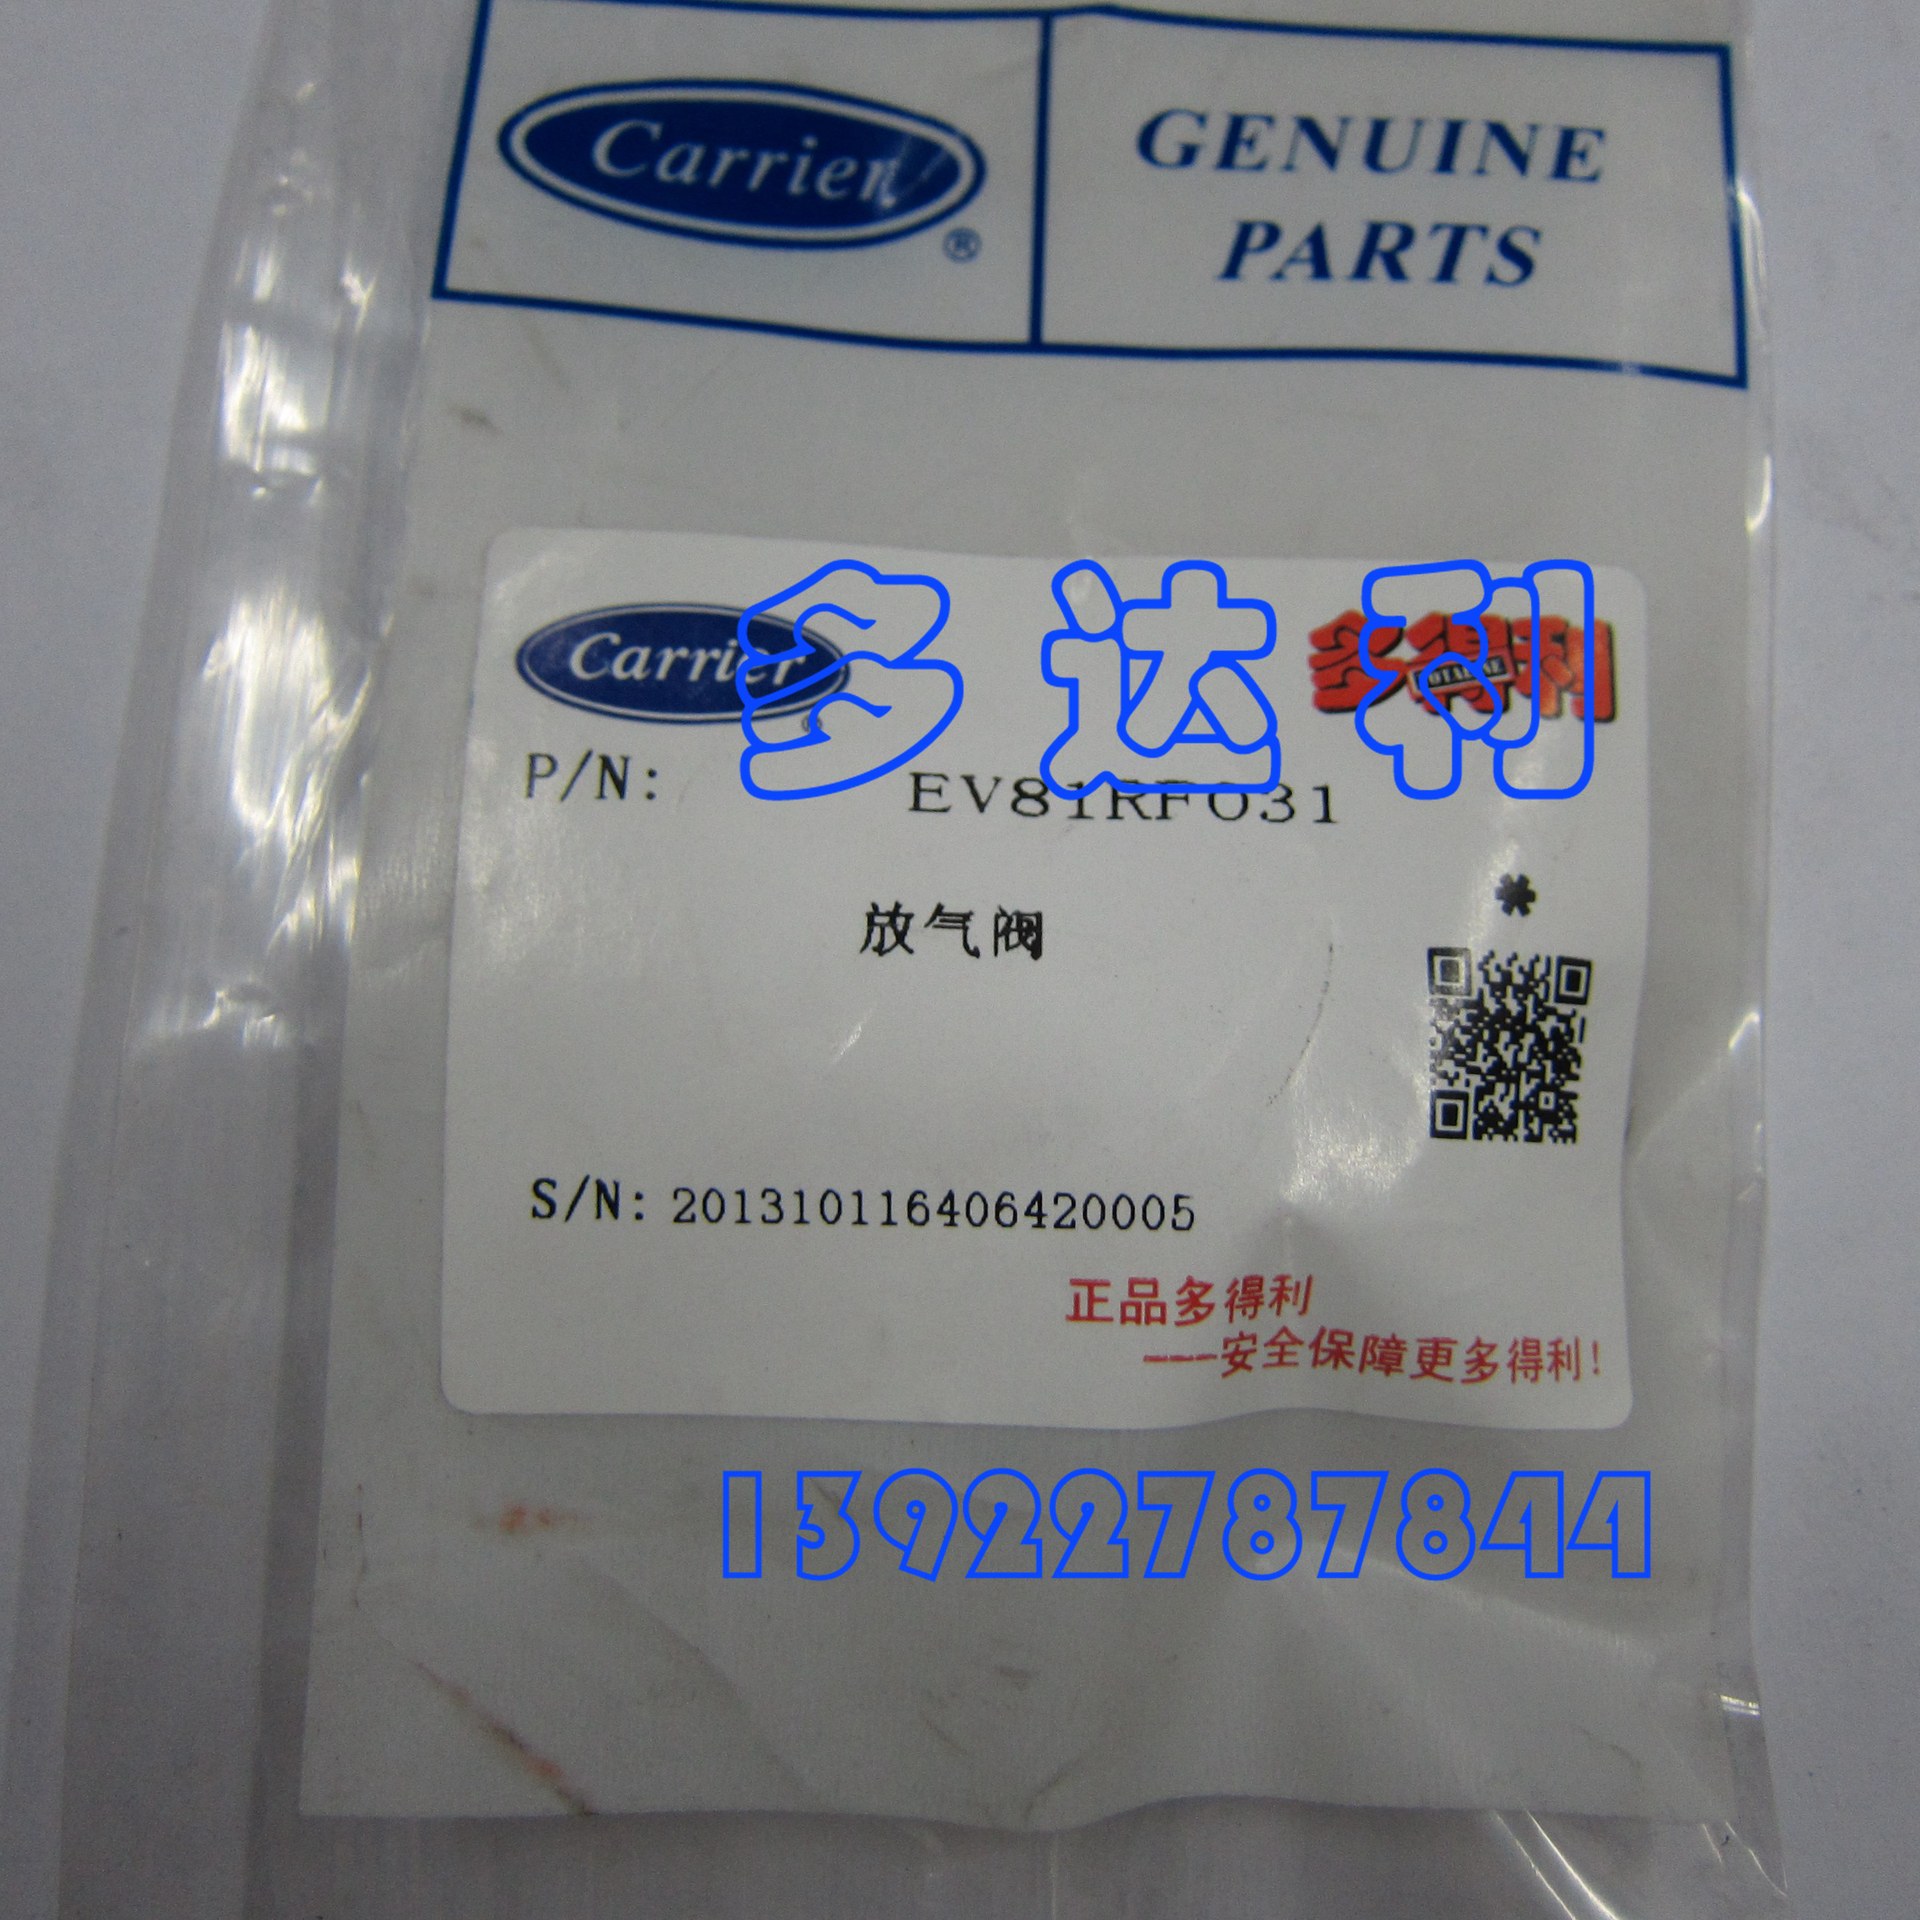 Carrier
®
GENUINE
PARTS
Carrier
®
多达利
多得利
P/N: EV81RF031
放气阀
*
S/N: 201310116406420005
正品多得利
---安全保障更多得利!
13922787844